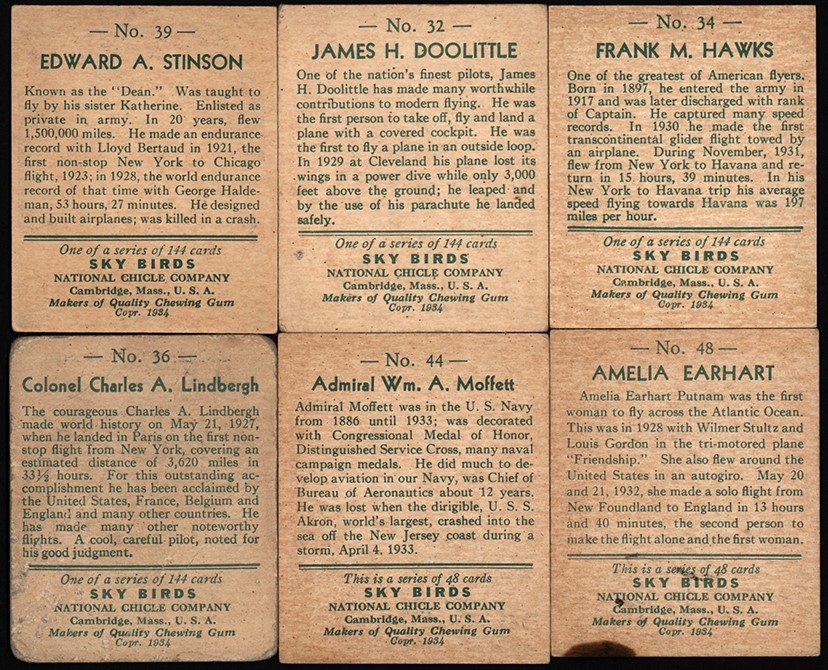 — No. 39 —
EDWARD A. STINSON
Known as the "Dean." Was taught to
fly by his sister Katherine. Enlisted as
private in army. In 20 years, flew
1,500,000 miles. He made an endurance
record with Lloyd Bertaud in 1921, the
first non-stop New York to Chicago
flight, 1923; in 1928, the world endurance
record of that time with George Halde-
man, 53 hours, 27 minutes. He designed
and built airplanes; was killed in a crash.
One of a series of 144 cards
SKY BIRDS
NATIONAL CHICLE COMPANY
Cambridge, Mass., U. S. A.
Makers of Quality Chewing Gum
Copr. 1934
— No. 32 —
JAMES H. DOOLITTLE
One of the nation's finest pilots, James
H. Doolittle has made many worthwhile
contributions to modern flying. He was
the first person to take off, fly and land a
plane with a covered cockpit. He was
the first to fly a plane in an outside loop.
In 1929 at Cleveland his plane lost its
wings in a power dive while only 3,000
feet above the ground; he leaped and
by the use of his parachute he landed
safely.
One of a series of 144 cards
SKY BIRDS
NATIONAL CHICLE COMPANY
Cambridge, Mass., U. S. A.
Makers of Quality Chewing Gum
Copr. 1934
— No. 34 —
FRANK M. HAWKS
One of the greatest of American flyers.
Born in 1897, he entered the army in
1917 and was later discharged with rank
of Captain. He captured many speed
records. In 1930 he made the first
transcontinental glider flight towed by
an airplane. During November, 1931,
flew from New York to Havana and re-
turn in 15 hours, 39 minutes. In his
New York to Havana trip his average
speed flying towards Havana was 197
miles per hour.
One of a series of 144 cards
SKY BIRDS
NATIONAL CHICLE COMPANY
Cambridge, Mass., U. S. A.
Makers of Quality Chewing Gum
Copr. 1934
— No. 36 —
Colonel Charles A. Lindbergh
The courageous Charles A. Lindbergh
made world history on May 21, 1927,
when he landed in Paris on the first non-
stop flight from New York, covering an
estimated distance of 3,620 miles in
33½ hours. For this outstanding ac-
complishment he has been acclaimed by
the United States, France, Belgium and
England and many other countries. He
has made many other noteworthy
flights. A cool, careful pilot, noted for
his good judgment.
One of a series of 144 cards
SKY BIRDS
NATIONAL CHICLE COMPANY
Cambridge, Mass., U. S. A.
Makers of Quality Chewing Gum
Copr. 1934
— No. 44 —
Admiral Wm. A. Moffett
Admiral Moffett was in the U. S. Navy
from 1886 until 1933; was decorated
with Congressional Medal of Honor,
Distinguished Service Cross, many naval
campaign medals. He did much to de-
velop aviation in our Navy, was Chief of
Bureau of Aeronautics about 12 years.
He was lost when the dirigible, U. S. S.
Akron, world's largest, crashed into the
sea off the New Jersey coast during a
storm, April 4, 1933.
This is a series of 48 cards
SKY BIRDS
NATIONAL CHICLE COMPANY
Cambridge, Mass., U. S. A.
Makers of Quality Chewing Gum
Copr. 1934
— No. 48 —
AMELIA EARHART
Amelia Earhart Putnam was the first
woman to fly across the Atlantic Ocean.
This was in 1928 with Wilmer Stultz and
Louis Gordon in the tri-motored plane
"Friendship." She also flew around the
United States in an autogiro. May 20
and 21, 1932, she made a solo flight from
New Foundland to England in 13 hours
and 40 minutes, the second person to
make the flight alone and the first woman.
This is a series of 48 cards
SKY BIRDS
NATIONAL CHICLE COMPANY
Cambridge, Mass., U. S. A.
Makers of Quality Chewing Gum
Copr. 1934